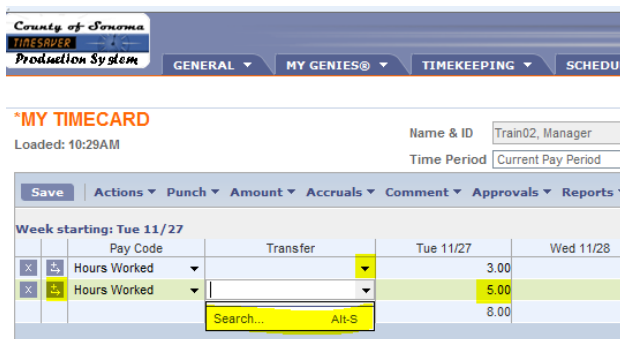 County of Sonoma
TIMESAVER
Production System
GENERAL MY GENIES® TIMEKEEPING SCHEDU
*MY TIMECARD
Loaded: 10:29AM
Name & ID Train02, Manager
Time Period Current Pay Period
Save Actions Punch Amount Accruals Comment Approvals Reports
Week starting: Tue 11/27
Pay Code Transfer Tue 11/27 Wed 11/28
X Hours Worked 3.00
X Hours Worked 5.00
Search... Alt-S 8.00